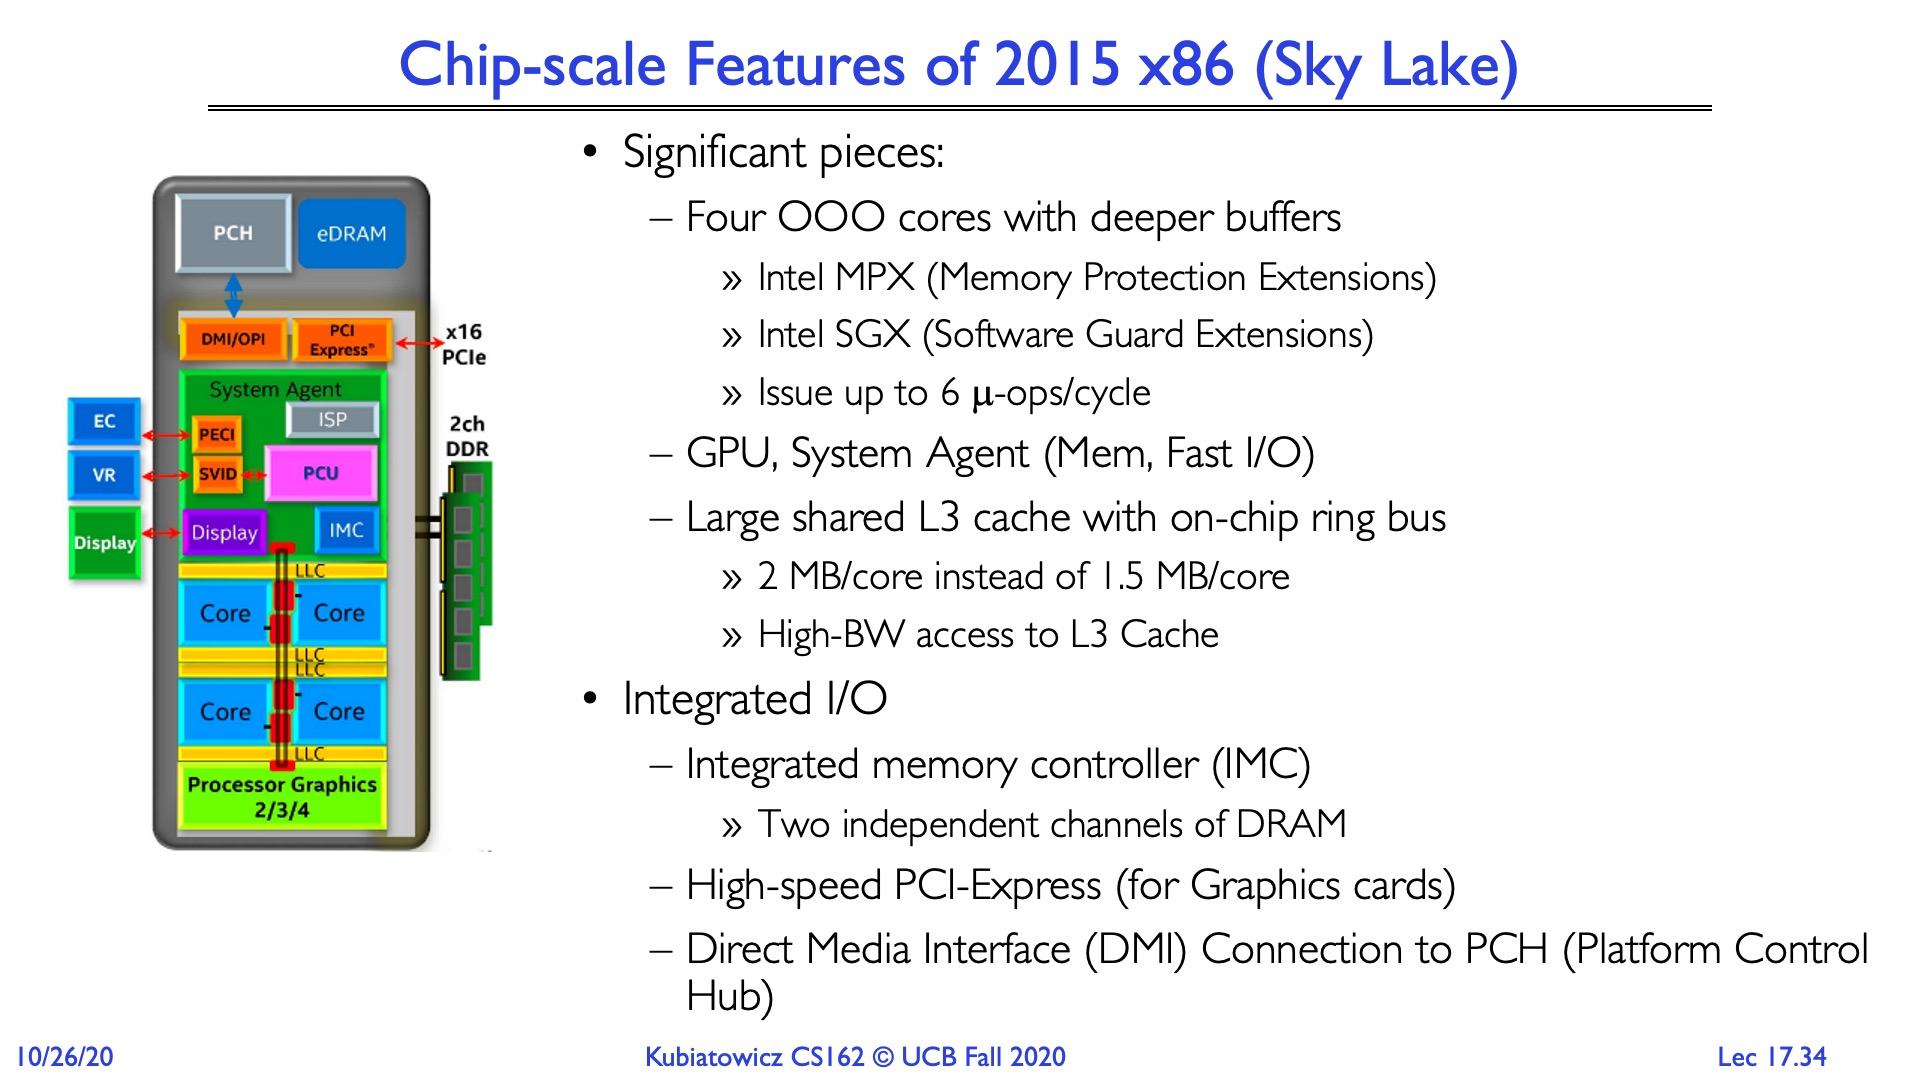 Chip-scale Features of 2015 x86 (Sky Lake)
PCH
eDRAM
DMI/OPI
PCI
Express®
x16
PCIe
System Agent
ISP
EC
PECI
VR
SVID
PCU
2ch
DDR
Display
Display
IMC
LLC
Core
Core
LLC
LLC
Core
Core
LLC
Processor Graphics
2/3/4
• Significant pieces:
– Four OOO cores with deeper buffers
» Intel MPX (Memory Protection Extensions)
» Intel SGX (Software Guard Extensions)
» Issue up to 6 μ-ops/cycle
– GPU, System Agent (Mem, Fast I/O)
– Large shared L3 cache with on-chip ring bus
» 2 MB/core instead of 1.5 MB/core
» High-BW access to L3 Cache
• Integrated I/O
– Integrated memory controller (IMC)
» Two independent channels of DRAM
– High-speed PCI-Express (for Graphics cards)
– Direct Media Interface (DMI) Connection to PCH (Platform Control
Hub)
10/26/20
Kubiatowicz CS162 © UCB Fall 2020
Lec 17.34